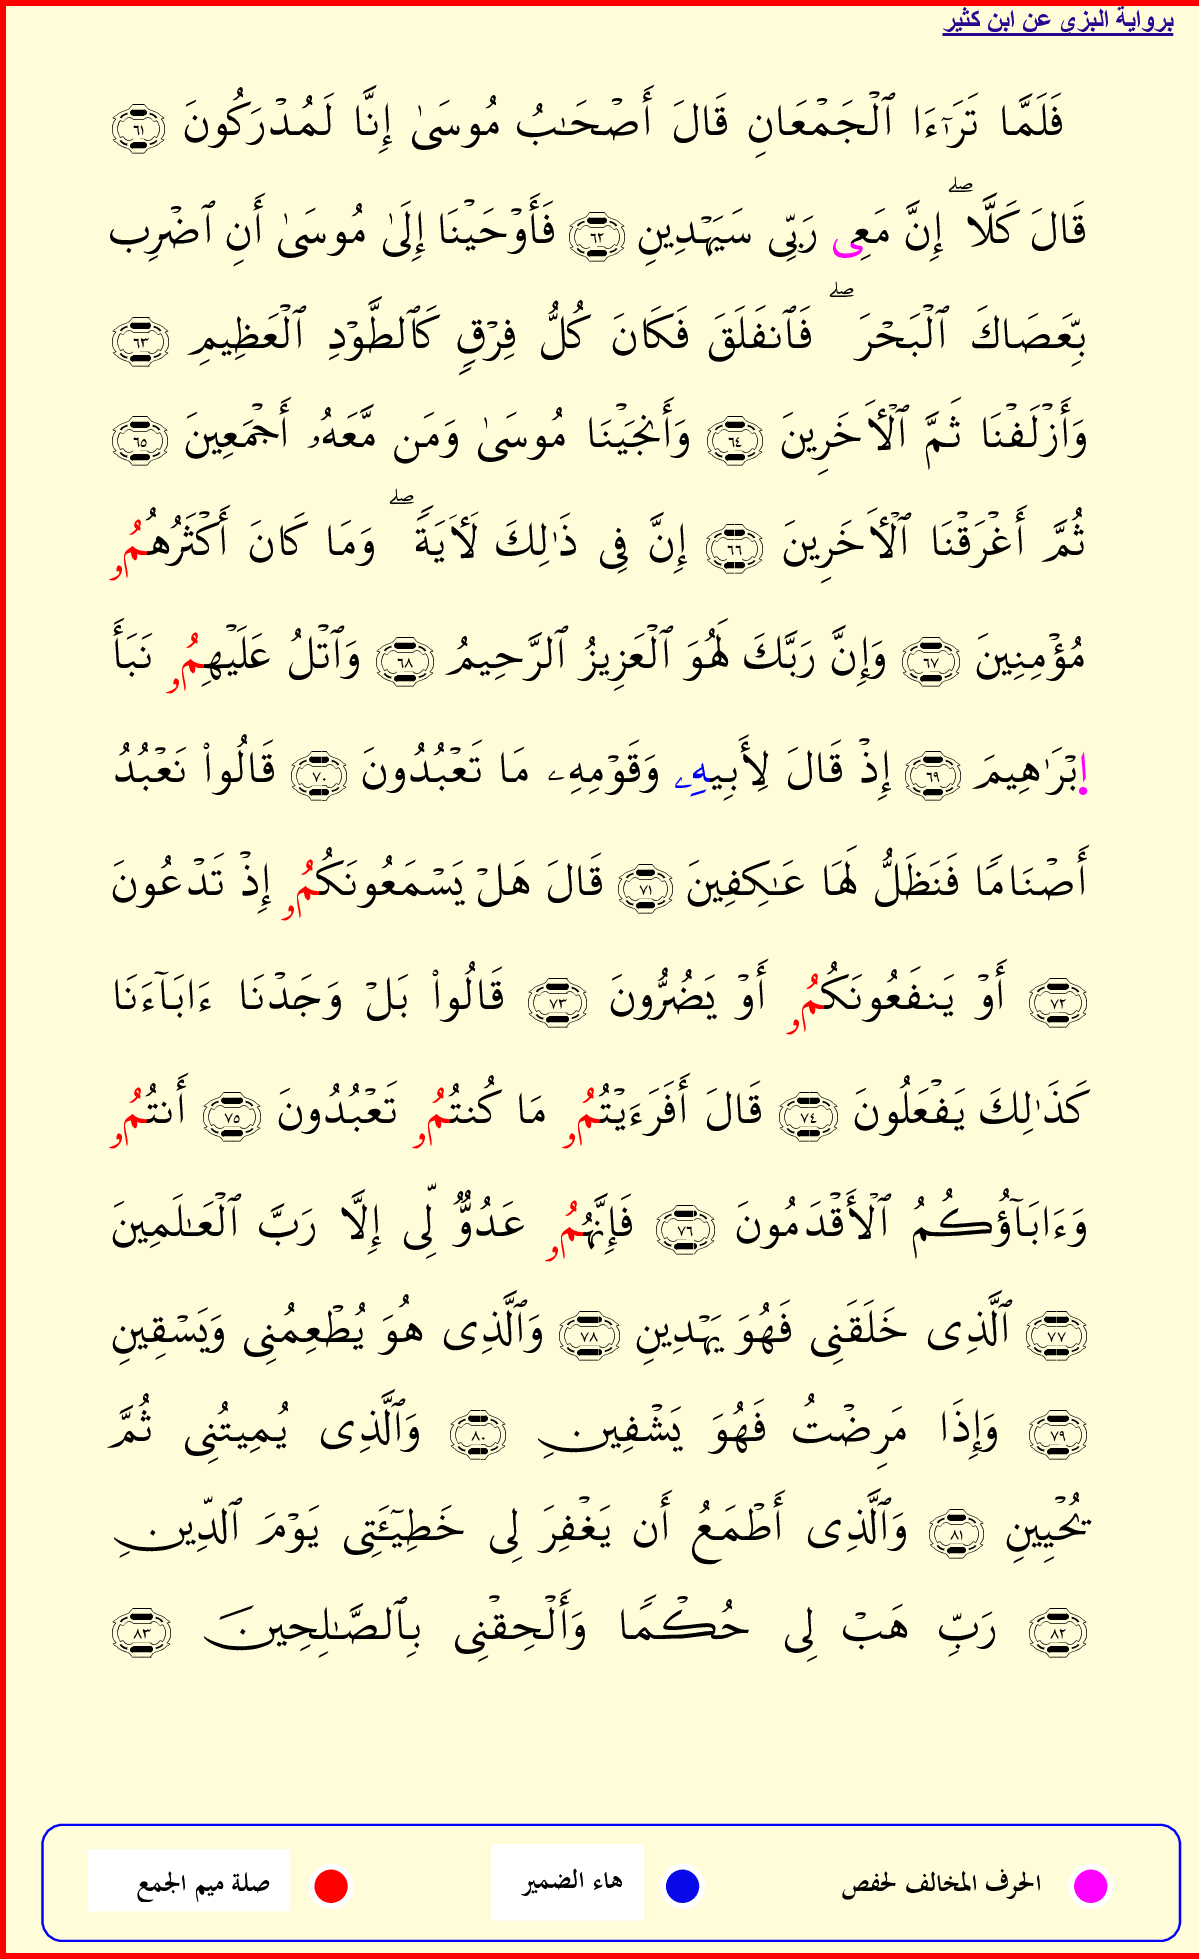 برواية البزي عن ابن كثير
فَلَمَّا تَرَٰٓءَا ٱلْجَمْعَانِ قَالَ أَصْحَٰبُ مُوسَىٰ إِنَّا لَمُدْرَكُونَ ٦١
قَالَ كَلَّا ۖ إِنَّ مَعِى رَبِّى سَيَهْدِينِ ٦٢ فَأَوْحَيْنَا إِلَىٰ مُوسَىٰ أَنِ ٱضْرِب
بِّعَصَاكَ ٱلْبَحْرَ ۖ فَٱنفَلَقَ فَكَانَ كُلُّ فِرْقٍ كَٱلطَّوْدِ ٱلْعَظِيمِ ٦٣
وَأَزْلَفْنَا ثَمَّ ٱلْأَخَرِينَ ٦٤ وَأَنجَيْنَا مُوسَىٰ وَمَن مَّعَهُۥ أَجْمَعِينَ ٦٥
ثُمَّ أَغْرَقْنَا ٱلْأَخَرِينَ ٦٦ إِنَّ فِى ذَٰلِكَ لَأَيَةً ۖ وَمَا كَانَ أَكْثَرُهُمُۥ
مُؤْمِنِينَ ٦٧ وَإِنَّ رَبَّكَ لَهُوَ ٱلْعَزِيزُ ٱلرَّحِيمُ ٦٨ وَٱتْلُ عَلَيْهِمُۥ نَبَأَ
إِبْرَٰهِيمَ ٦٩ إِذْ قَالَ لِأَبِيهِۦ وَقَوْمِهِۦ مَا تَعْبُدُونَ ٧٠ قَالُوا۟ نَعْبُدُ
أَصْنَامًا فَنَظَلُّ لَهَا عَٰكِفِينَ ٧١ قَالَ هَلْ يَسْمَعُونَكُمُۥ إِذْ تَدْعُونَ
٧٢ أَوْ يَنفَعُونَكُمُۥ أَوْ يَضُرُّونَ ٧٣ قَالُوا۟ بَلْ وَجَدْنَا ءَابَآءَنَا
كَذَٰلِكَ يَفْعَلُونَ ٧٤ قَالَ أَفَرَءَيْتُمُۥ مَا كُنتُمُۥ تَعْبُدُونَ ٧٥ أَنتُمُۥ
وَءَابَآؤُكُمُ ٱلْأَقْدَمُونَ ٧٦ فَإِنَّهُمُۥ عَدُوٌّ لِّى إِلَّا رَبَّ ٱلْعَٰلَمِينَ
٧٧ ٱلَّذِى خَلَقَنِى فَهُوَ يَهْدِينِ ٧٨ وَٱلَّذِى هُوَ يُطْعِمُنِى وَيَسْقِينِ
٧٩ وَإِذَا مَرِضْتُ فَهُوَ يَشْفِينِ ٨٠ وَٱلَّذِى يُمِيتُنِى ثُمَّ
يُحْيِينِ ٨١ وَٱلَّذِى أَطْمَعُ أَن يَغْفِرَ لِى خَطِيٓـَٔتِى يَوْمَ ٱلدِّينِ
٨٢ رَبِّ هَبْ لِى حُكْمًا وَأَلْحِقْنِى بِٱلصَّٰلِحِينَ ٨٣
الحرف المخالف لحفص هاء الضمير صلة ميم الجمع